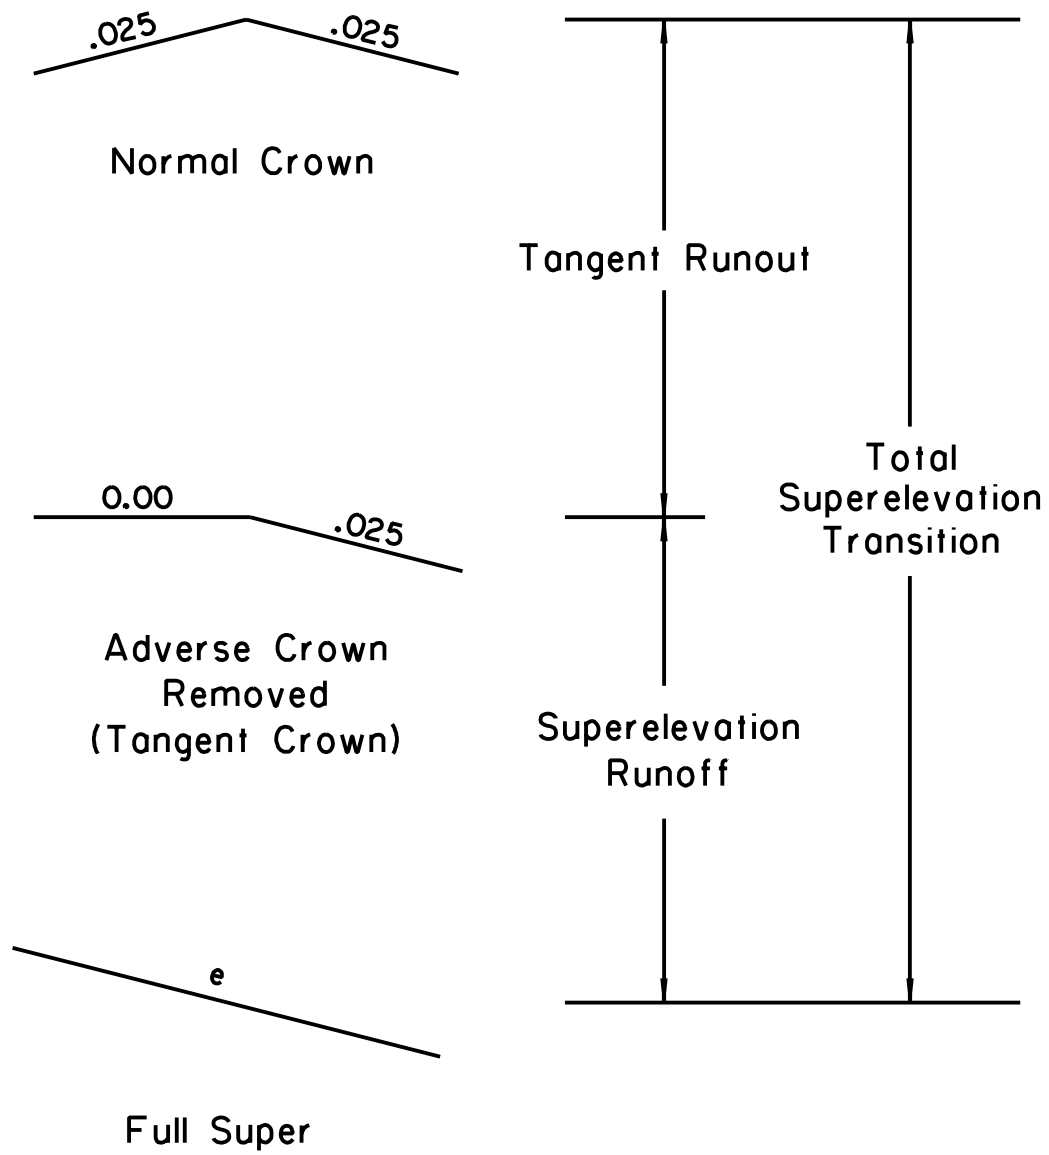 .025
.025
Normal Crown
Tangent Runout
Total
Superelevation
Transition
0.00
.025
Adverse Crown
Removed
(Tangent Crown)
Superelevation
Runoff
e
Full Super